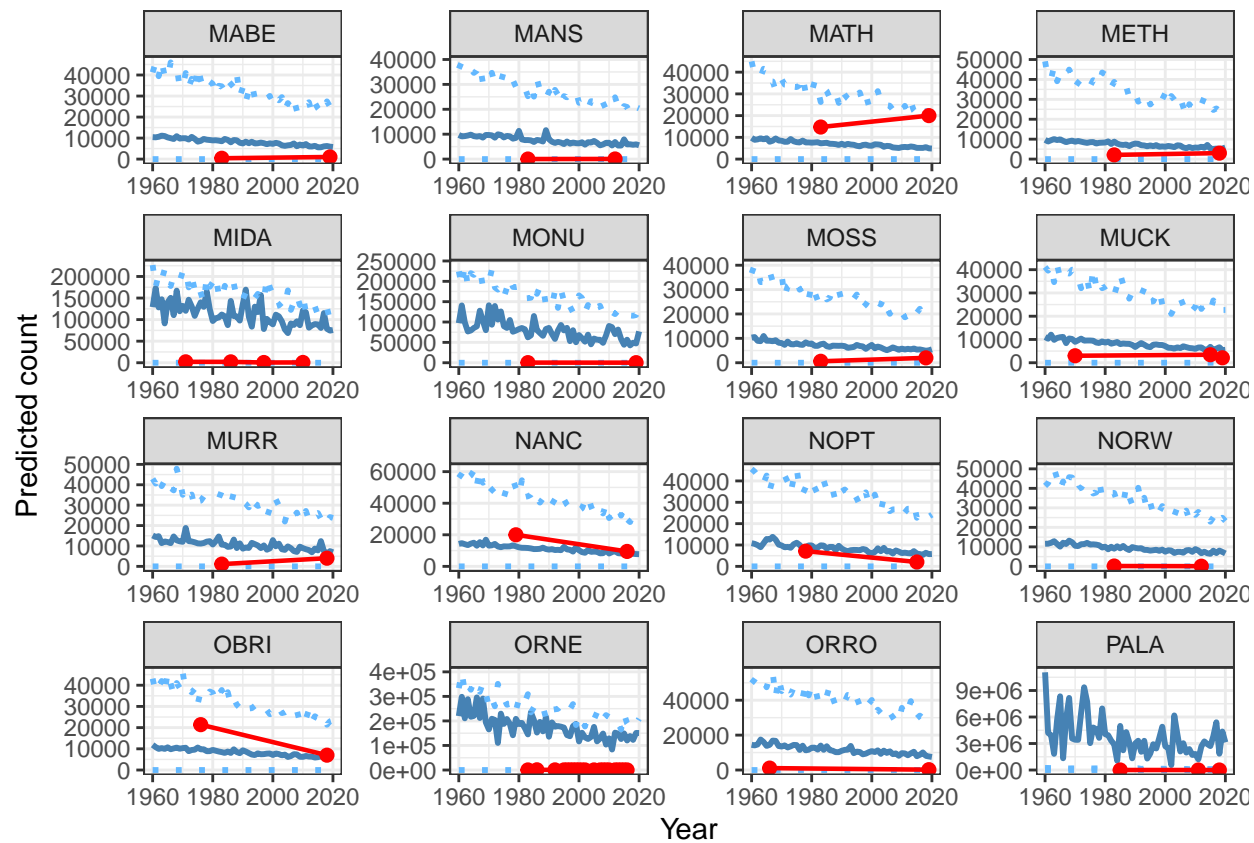 MABE MANS MATH METH
40000 30000 20000 10000 0
1960 1980 2000 2020
40000 30000 20000 10000 0
1960 1980 2000 2020
40000 30000 20000 10000 0
1960 1980 2000 2020
50000 40000 30000 20000 10000 0
1960 1980 2000 2020
MIDA MONU MOSS MUCK
200000 150000 100000 50000 0
1960 1980 2000 2020
250000 200000 150000 100000 50000 0
1960 1980 2000 2020
40000 30000 20000 10000 0
1960 1980 2000 2020
40000 30000 20000 10000 0
1960 1980 2000 2020
MURR NANC NOPT NORW
50000 40000 30000 20000 10000 0
1960 1980 2000 2020
60000 40000 20000 0
1960 1980 2000 2020
40000 30000 20000 10000 0
1960 1980 2000 2020
50000 40000 30000 20000 10000 0
1960 1980 2000 2020
OBRI ORNE ORRO PALA
40000 30000 20000 10000 0
1960 1980 2000 2020
4e+05 3e+05 2e+05 1e+05 0e+00
1960 1980 2000 2020
40000 20000 0
1960 1980 2000 2020
9e+06 6e+06 3e+06 0e+00
1960 1980 2000 2020
Predicted count
Year